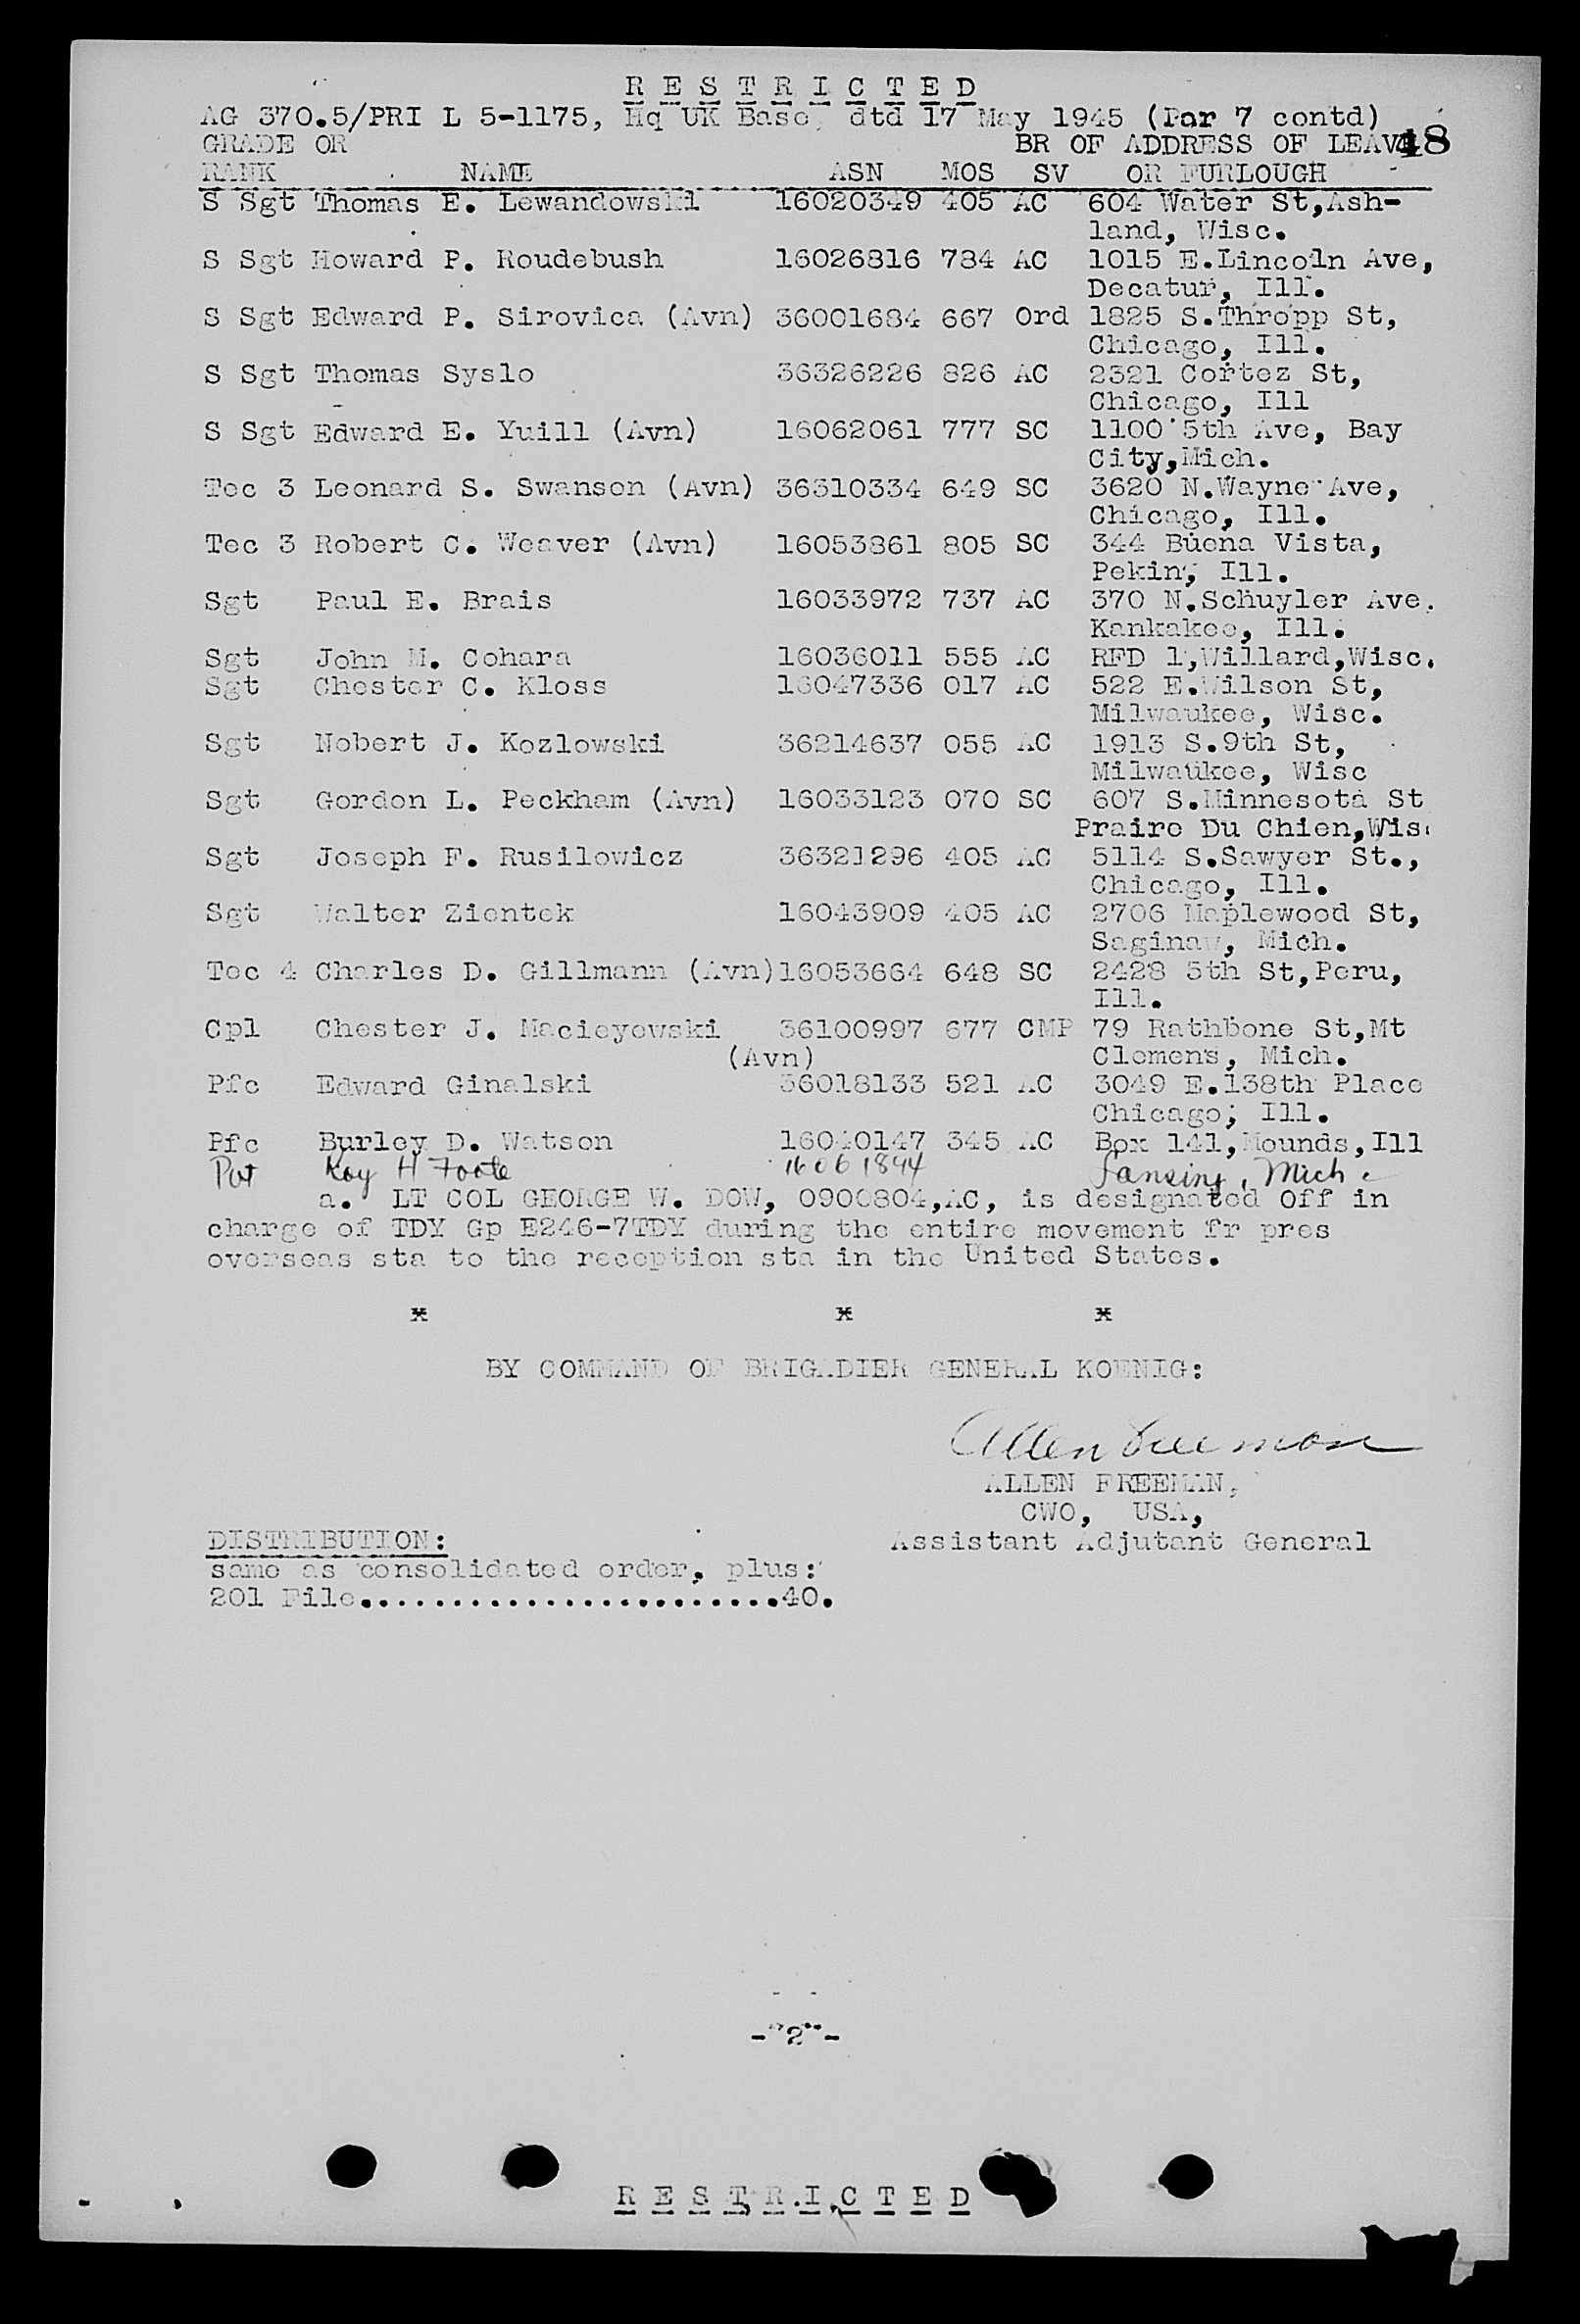 R E S T R I C T E D
AG 370.5/PRI L 5-1175, Hq UK Base, dtd 17 May 1945 (Par 7 contd)
GRADE OR BR OF ADDRESS OF LEAVE 48
RANK NAME ASN MOS SV OR FURLOUGH
S Sgt Thomas E. Lewandowski 16020349 405 AC 604 Water St,Ash-
land, Wisc.
S Sgt Howard P. Roudebush 16026816 784 AC 1015 E.Lincoln Ave,
Decatur, Ill.
S Sgt Edward P. Sirovica (Avn) 36001684 667 Ord 1825 S.Thropp St,
Chicago, Ill.
S Sgt Thomas Syslo 36326226 826 AC 2321 Cortez St,
Chicago, Ill
S Sgt Edward E. Yuill (Avn) 16062061 777 SC 1100 5th Ave, Bay
City,Mich.
Tec 3 Leonard S. Swanson (Avn) 36310334 649 SC 3620 N.Wayne Ave,
Chicago, Ill.
Tec 3 Robert C. Weaver (Avn) 16053861 805 SC 344 Buena Vista,
Pekin, Ill.
Sgt Paul E. Brais 16033972 737 AC 370 N.Schuyler Ave.
Kankakee, Ill.
Sgt John M. Cohara 16036011 555 AC RFD 1,Willard,Wisc.
Sgt Chester C. Kloss 16047336 017 AC 522 E.Wilson St,
Milwaukee, Wisc.
Sgt Nobert J. Kozlowski 36214637 055 AC 1913 S.9th St,
Milwaukee, Wisc
Sgt Gordon L. Peckham (Avn) 16033123 070 SC 607 S.Minnesota St
Praire Du Chien,Wis.
Sgt Joseph F. Rusilowicz 36321296 405 AC 5114 S.Sawyer St.,
Chicago, Ill.
Sgt Walter Zientek 16043909 405 AC 2706 Maplewood St,
Saginaw, Mich.
Tec 4 Charles D. Gillmann (Avn)16053664 648 SC 2428 5th St,Peru,
Ill.
Cpl Chester J. Macieyowski 36100997 677 CMP 79 Rathbone St,Mt
(Avn) Clemens, Mich.
Pfc Edward Ginalski 36018133 521 AC 3049 E.138th Place
Chicago, Ill.
Pfc Burley D. Watson 16040147 345 AC Box 141,Mounds,Ill
Pvt Roy H Foote 16061894 Lansing, Mich.
a. LT COL GEORGE W. DOW, 0900804,AC, is designated Off in
charge of TDY Gp E246-7TDY during the entire movement fr pres
overseas sta to the reception sta in the United States.
* * *
BY COMMAND OF BRIGADIER GENERAL KOENIG:
Allen Freeman
ALLEN FREEMAN,
CWO, USA,
DISTRIBUTION: Assistant Adjutant General
same as consolidated order, plus:
201 File.......................40.
-2-
R E S T R I C T E D